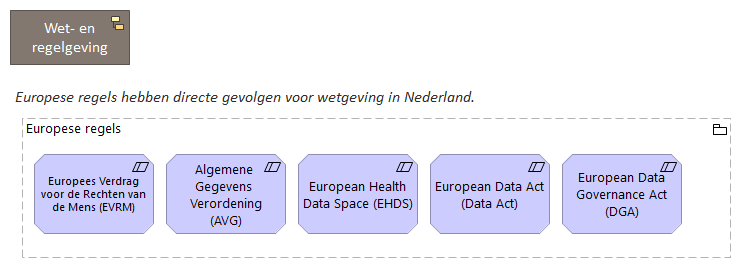 Wet- en
regelgeving
Europese regels hebben directe gevolgen voor wetgeving in Nederland.
Europese regels
Europees Verdrag
voor de Rechten van
de Mens (EVRM)
Algemene
Gegevens
Verordening
(AVG)
European Health
Data Space (EHDS)
European Data Act
(Data Act)
European Data
Governance Act
(DGA)